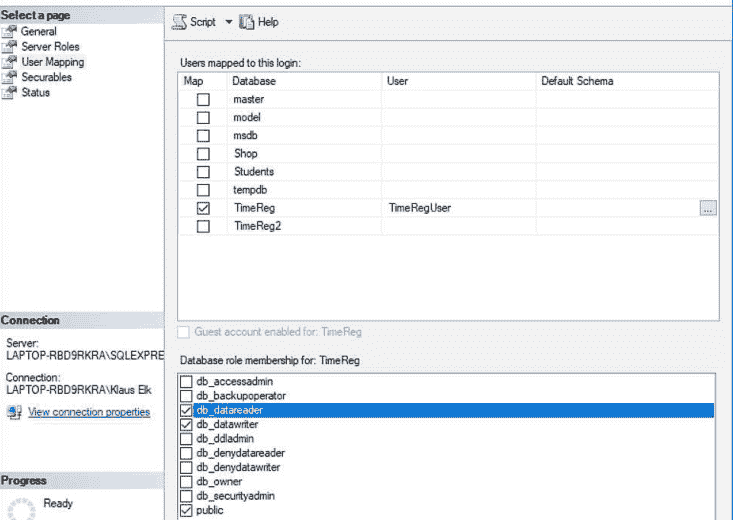 Select a page
General
Server Roles
User Mapping
Securables
Status
Script Help
Users mapped to this login:
Map Database User Default Schema
master
model
msdb
Shop
Students
tempdb
TimeReg TimeRegUser ...
TimeReg2
Guest account enabled for: TimeReg
Database role membership for: TimeReg
db_accessadmin
db_backupoperator
db_datareader
db_datawriter
db_ddladmin
db_denydatareader
db_denydatawriter
db_owner
db_securityadmin
public
Connection
Server:
LAPTOP-RBD9RKRA\SQLEXPRE
Connection:
LAPTOP-RBD9RKRA\Klaus Elk
View connection properties
Progress
Ready